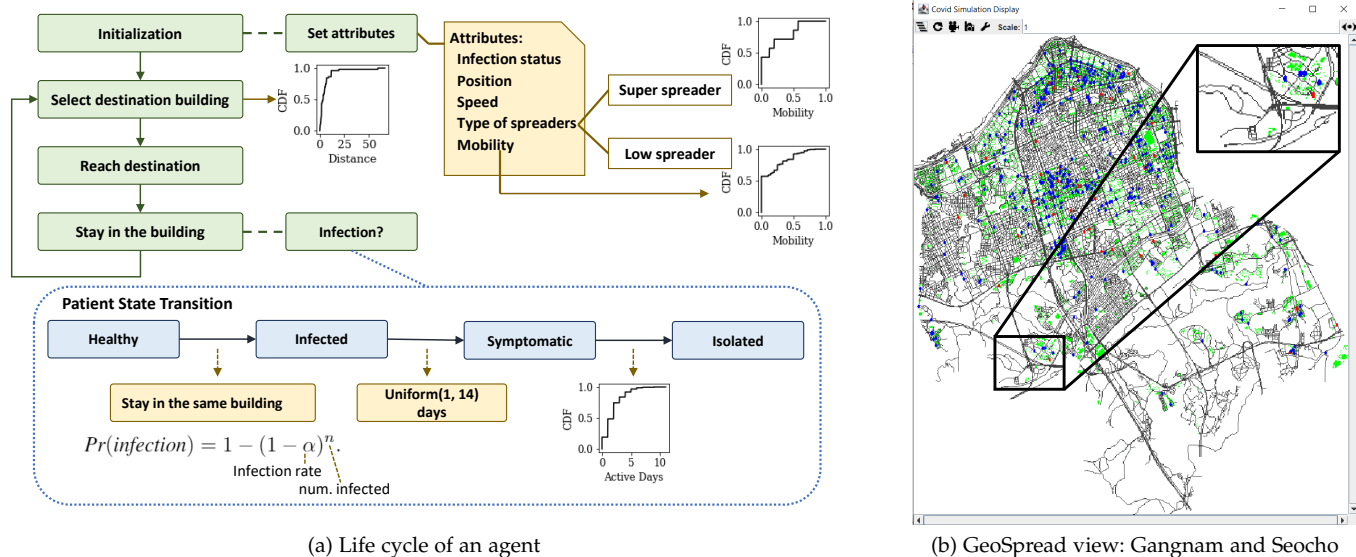 Initialization
Set attributes
Attributes:
Infection status
Position
Speed
Type of spreaders
Mobility
Super spreader
Low spreader
CDF
1.0
0.5
0.0
0.0 0.5 1.0
Mobility
CDF
1.0
0.5
0.0
0.0 0.5 1.0
Mobility
Select destination building
CDF
1.0
0.5
0.0
0 25 50
Distance
Reach destination
Stay in the building
Infection?
Patient State Transition
Healthy
Infected
Symptomatic
Isolated
Stay in the same building
Uniform(1, 14)
days
CDF
1.0
0.5
0.0
0 5 10
Active Days
Pr(infection) = 1 − (1 − α)^n.
Infection rate
num. infected
(a) Life cycle of an agent
Covid Simulation Display
Scale: 1
(b) GeoSpread view: Gangnam and Seocho